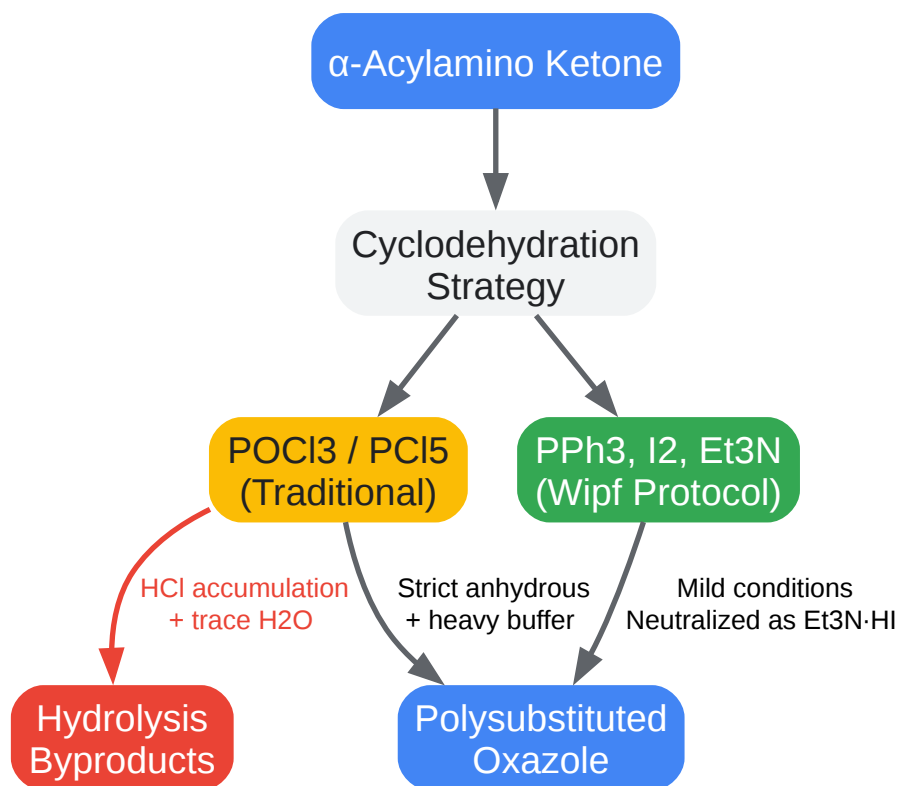 α-Acylamino Ketone
Cyclodehydration
Strategy
POCl3 / PCl5
(Traditional)
PPh3, I2, Et3N
(Wipf Protocol)
HCl accumulation
+ trace H2O
Strict anhydrous
+ heavy buffer
Mild conditions
Neutralized as Et3N·HI
Hydrolysis
Byproducts
Polysubstituted
Oxazole